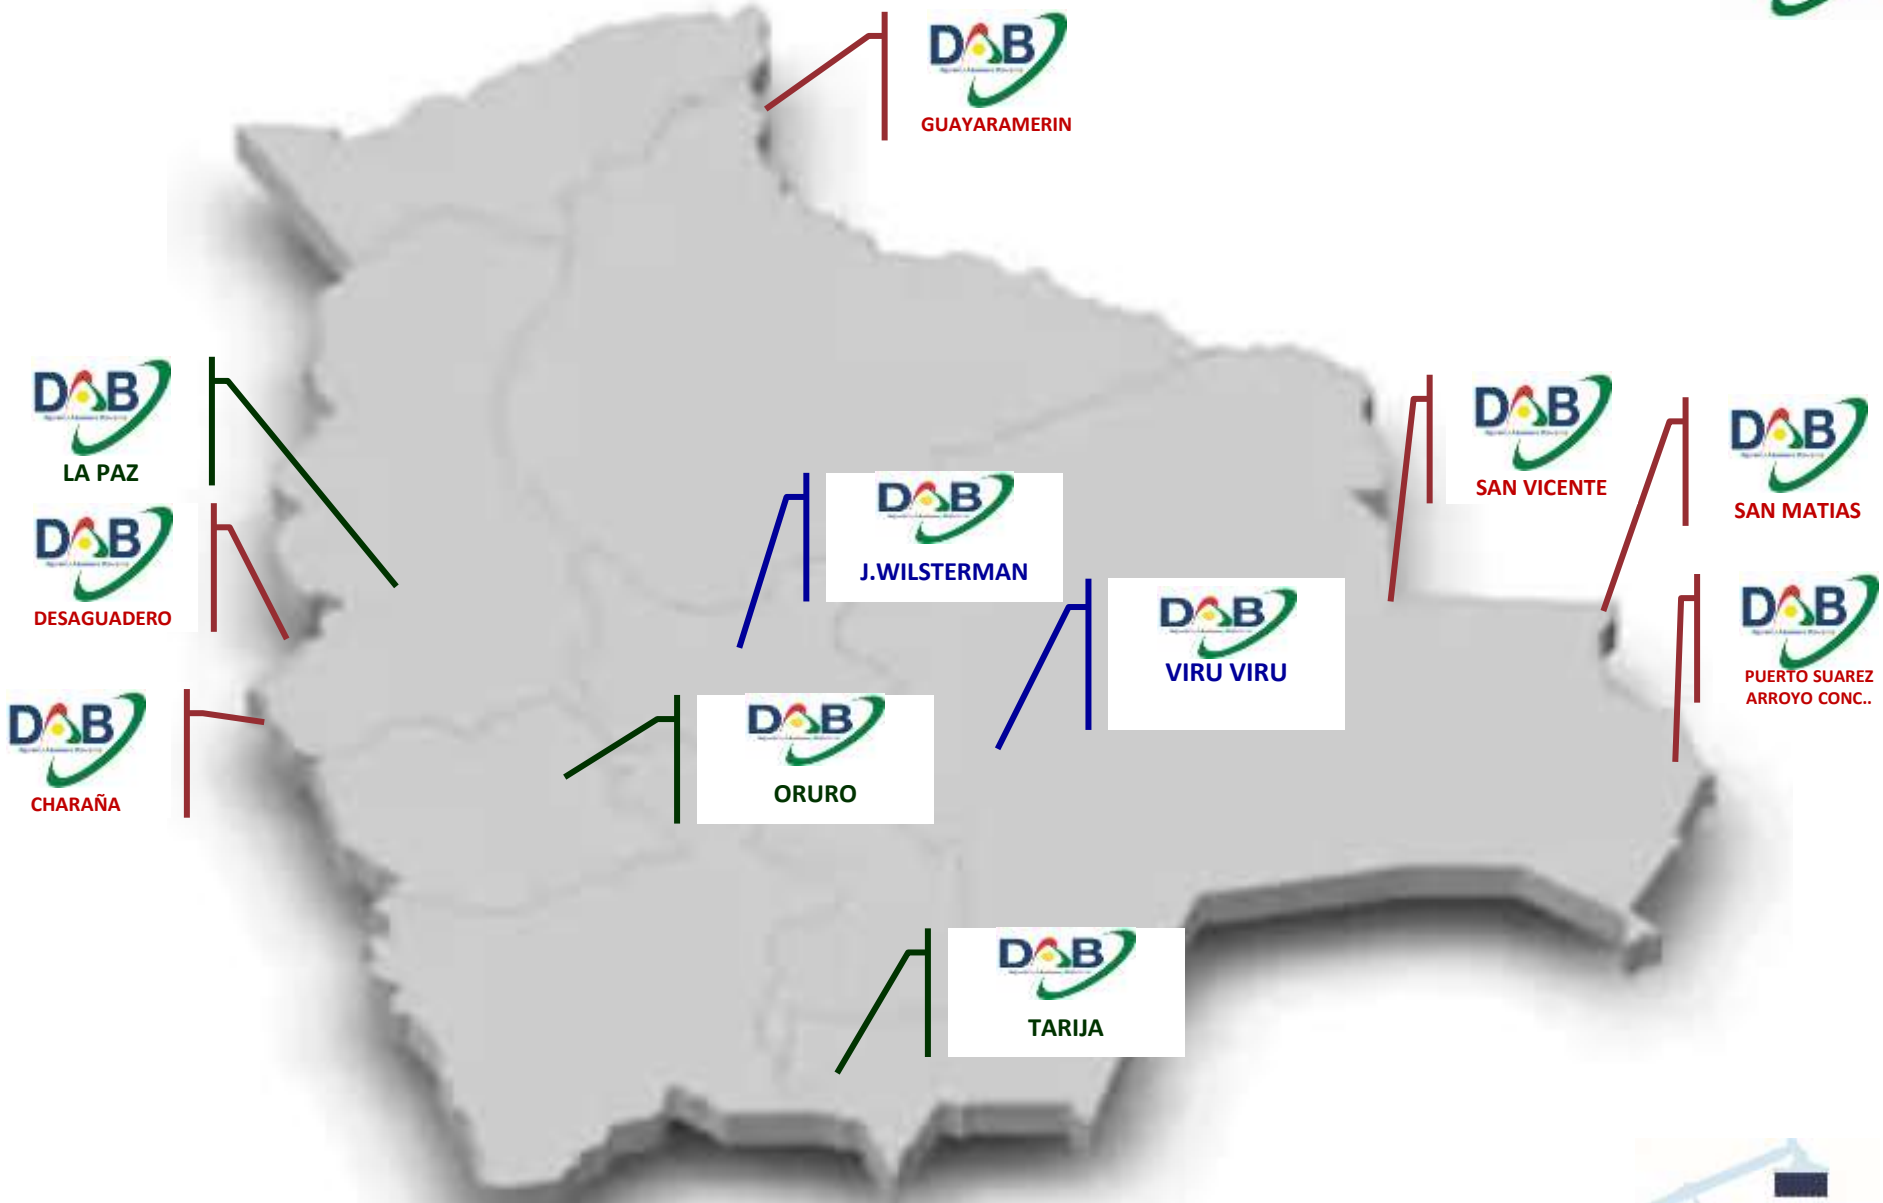 DAB
GUAYARAMERIN
DAB
LA PAZ
DAB
SAN VICENTE
DAB
SAN MATIAS
DAB
J.WILSTERMAN
DAB
DESAGUADERO
DAB
VIRU VIRU
DAB
PUERTO SUAREZ
ARROYO CONC..
DAB
CHARAÑA
DAB
ORURO
DAB
TARIJA